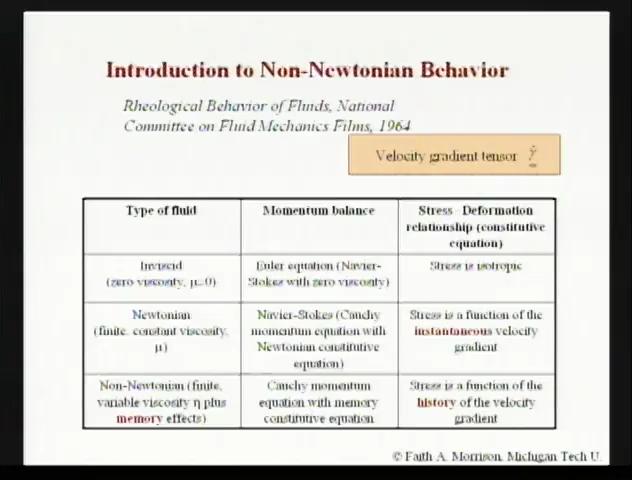 Introduction to Non-Newtonian Behavior
Rheological Behavior of Fluids, National
Committee on Fluid Mechanics Films, 1964
Velocity gradient tensor
Type of fluid
Momentum balance
Stress - Deformation
relationship (constitutive
equation)
Inviscid
(zero viscosity, μ=0)
Euler equation (Navier-
Stokes with zero viscosity)
Stress is isotropic
Newtonian
(finite, constant viscosity,
μ)
Navier-Stokes (Cauchy
momentum equation with
Newtonian constitutive
equation)
Stress is a function of the
instantaneous velocity
gradient
Non-Newtonian (finite,
variable viscosity η plus
memory effects)
Cauchy momentum
equation with memory
constitutive equation
Stress is a function of the
history of the velocity
gradient
© Faith A. Morrison, Michigan Tech U.